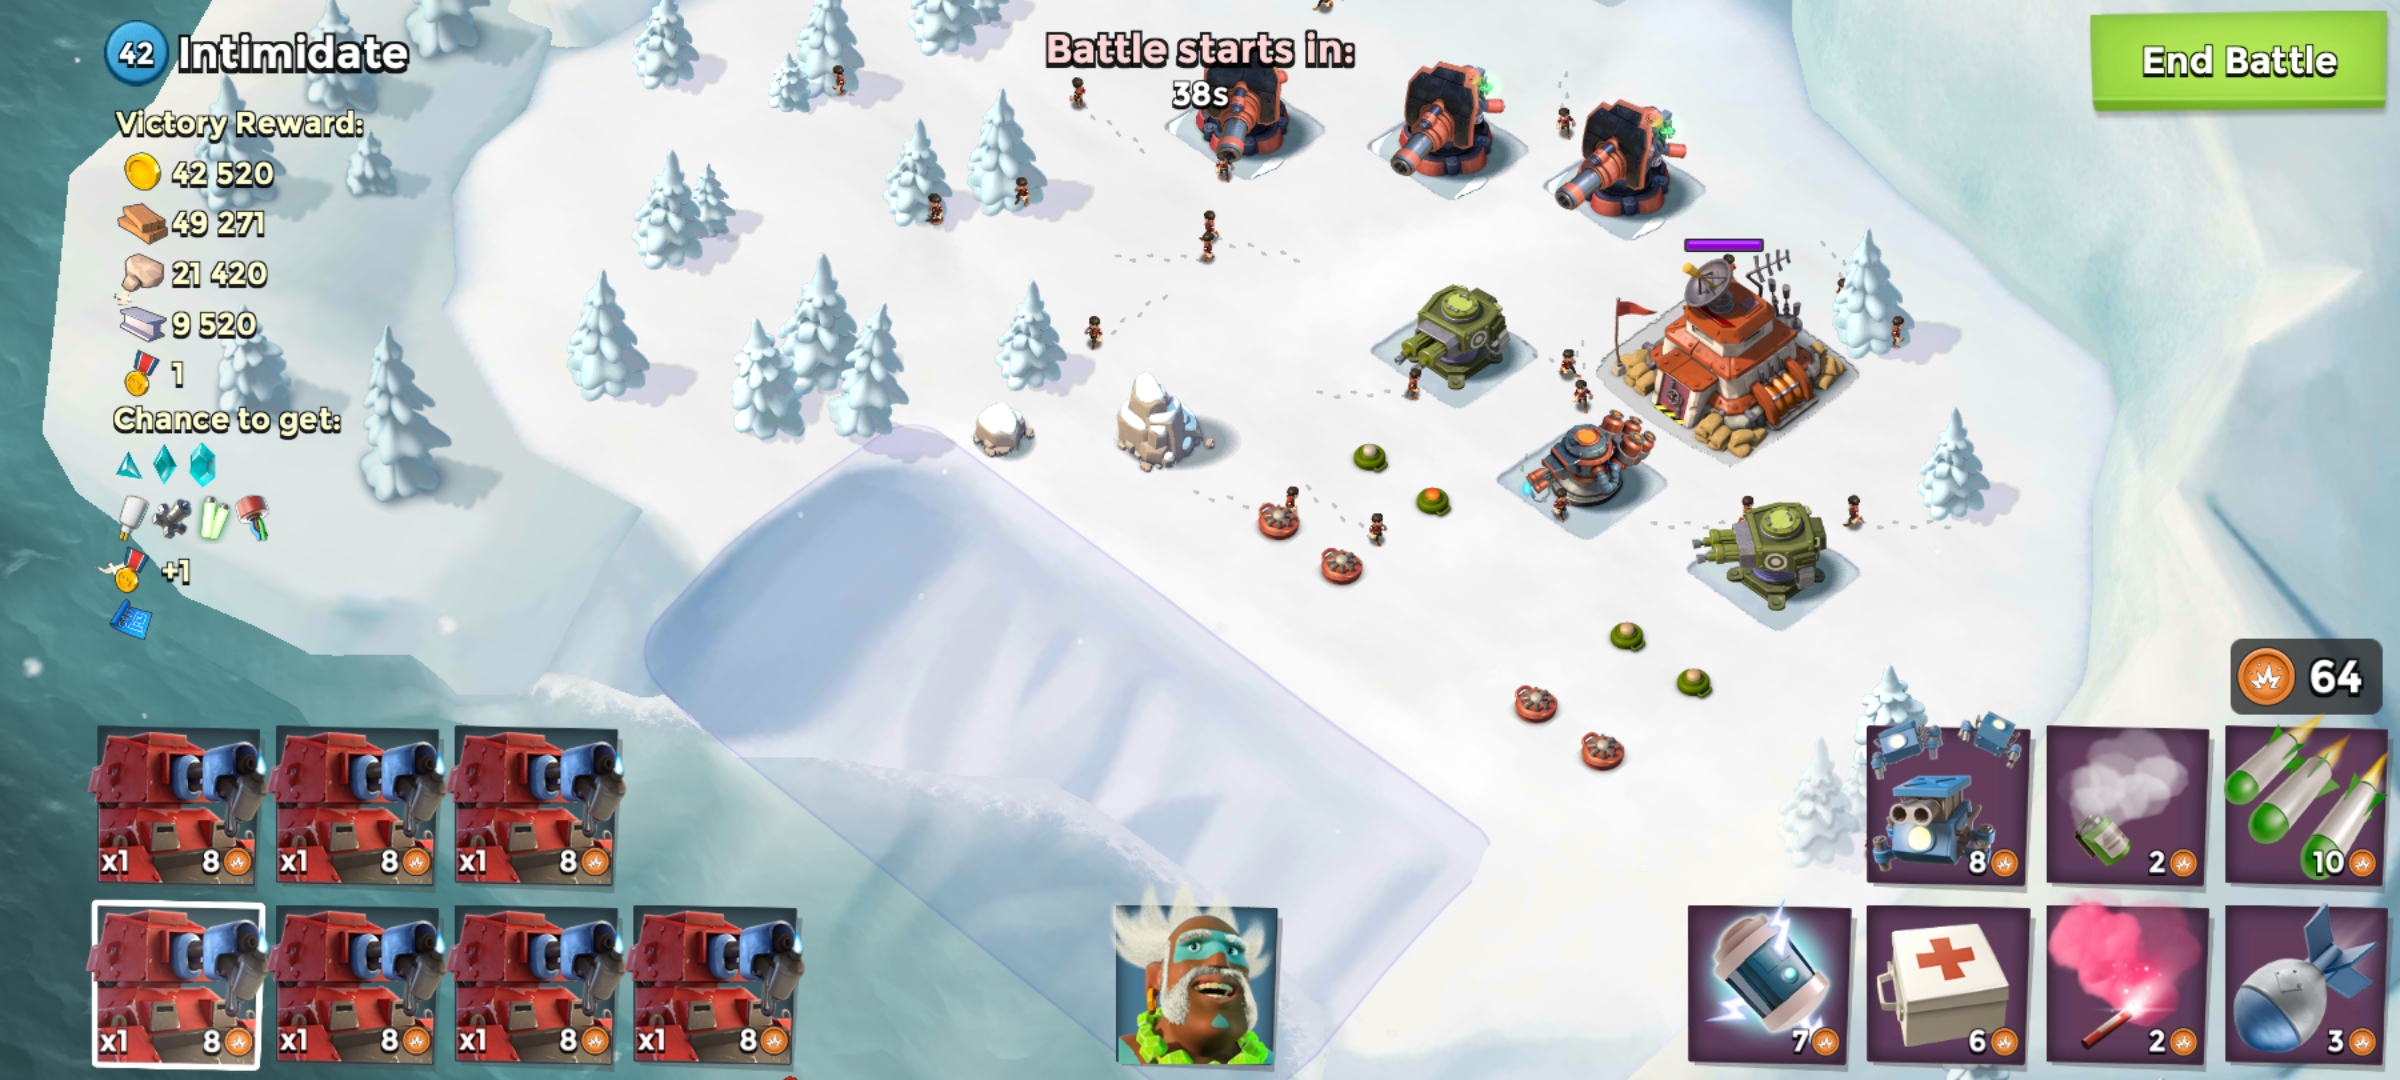 42 Intimidate
Victory Reward:
42 520
49 271
21 420
9 520
1
Chance to get:
+1
Battle starts in:
38s
End Battle
64
x1 8
x1 8
x1 8
8
2
10
x1 8
x1 8
x1 8
x1 8
7
6
2
3